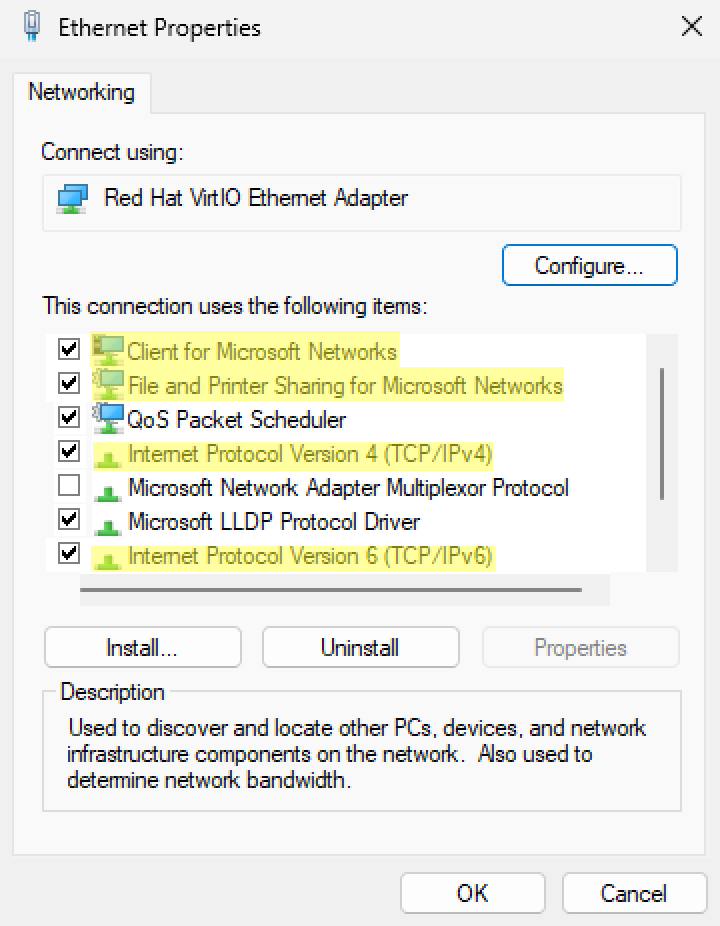 Ethernet Properties
Networking
Connect using:
Red Hat VirtIO Ethernet Adapter
Configure...
This connection uses the following items:
Client for Microsoft Networks
File and Printer Sharing for Microsoft Networks
QoS Packet Scheduler
Internet Protocol Version 4 (TCP/IPv4)
Microsoft Network Adapter Multiplexor Protocol
Microsoft LLDP Protocol Driver
Internet Protocol Version 6 (TCP/IPv6)
Install...
Uninstall
Properties
Description
Used to discover and locate other PCs, devices, and network
infrastructure components on the network.  Also used to
determine network bandwidth.
OK
Cancel